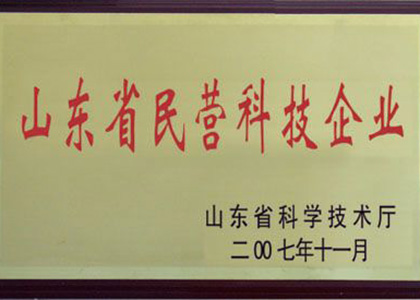 山东省民营科技企业
山东省科学技术厅
二00七年十一月